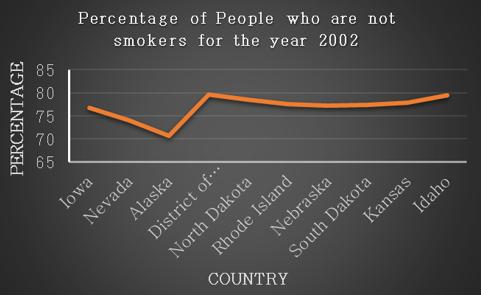 Percentage of People who are not
smokers for the year 2002
PERCENTAGE
85
80
75
70
65
Iowa
Nevada
Alaska
District of...
North Dakota
Rhode Island
Nebraska
South Dakota
Kansas
Idaho
COUNTRY